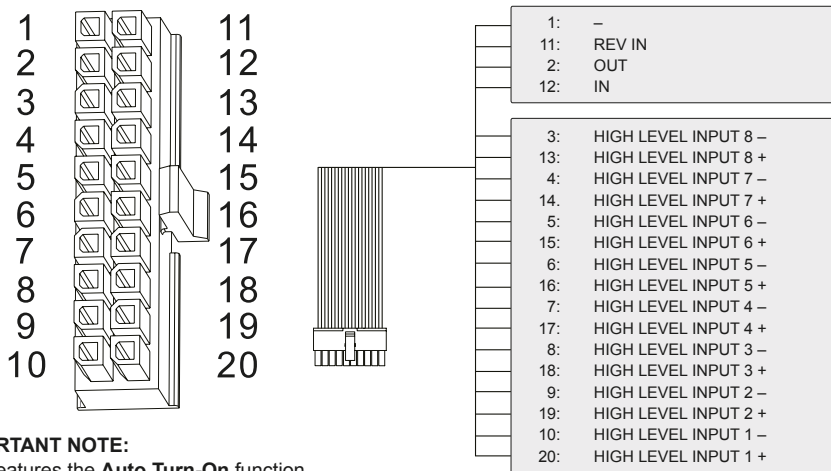 1
2
3
4
5
6
7
8
9
10
11
12
13
14
15
16
17
18
19
20
1: –
11: REV IN
2: OUT
12: IN
3: HIGH LEVEL INPUT 8 –
13: HIGH LEVEL INPUT 8 +
4: HIGH LEVEL INPUT 7 –
14. HIGH LEVEL INPUT 7 +
5: HIGH LEVEL INPUT 6 –
15: HIGH LEVEL INPUT 6 +
6: HIGH LEVEL INPUT 5 –
16: HIGH LEVEL INPUT 5 +
7: HIGH LEVEL INPUT 4 –
17: HIGH LEVEL INPUT 4 +
8: HIGH LEVEL INPUT 3 –
18: HIGH LEVEL INPUT 3 +
9: HIGH LEVEL INPUT 2 –
19: HIGH LEVEL INPUT 2 +
10: HIGH LEVEL INPUT 1 –
20: HIGH LEVEL INPUT 1 +
RTANT NOTE:
eatures the Auto Turn-On function